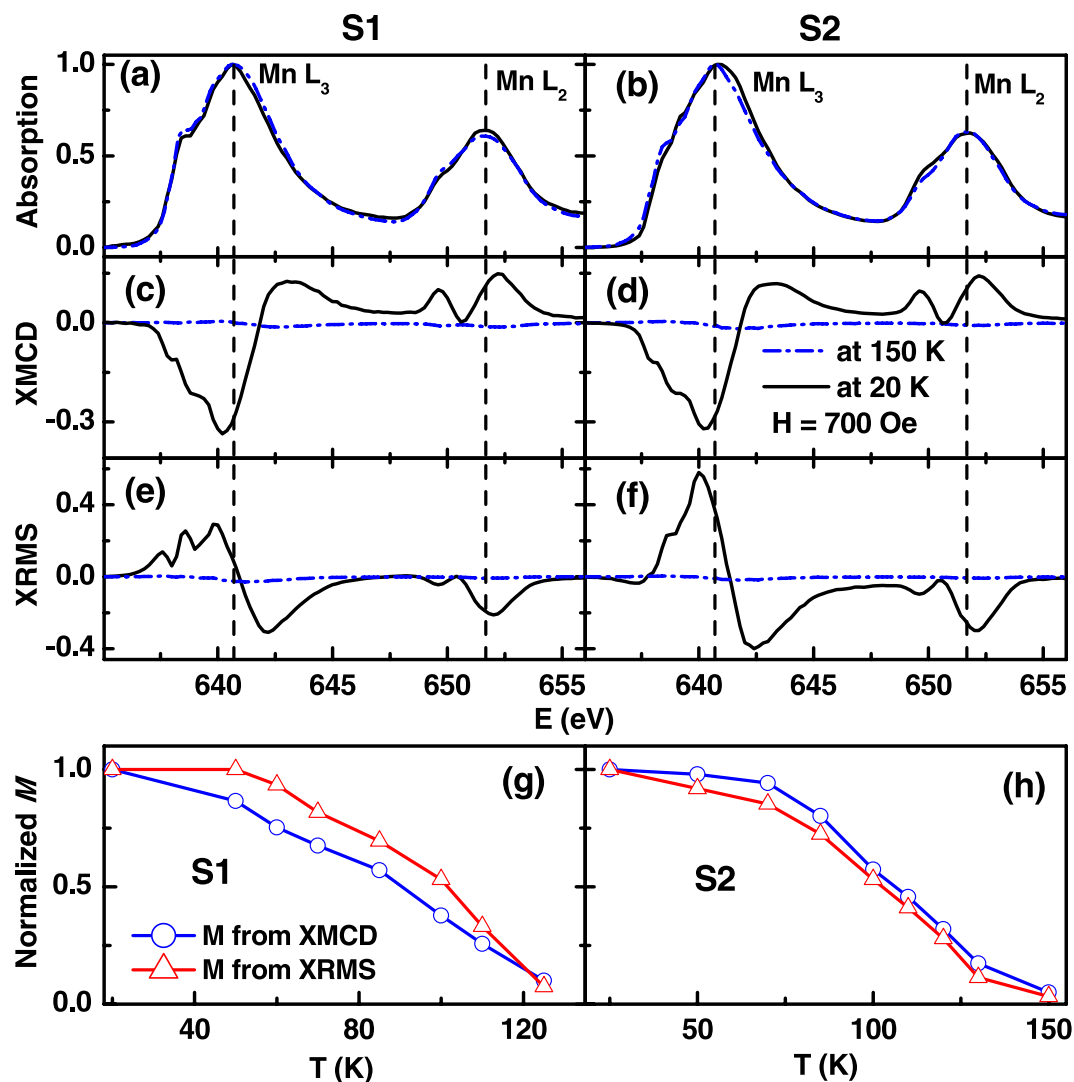 S1 S2
(a) Mn L3 Mn L2 (b) Mn L3 Mn L2
Absorption
1.0
0.5
0.0
(c) (d)
XMCD
0.0
-0.3
at 150 K
at 20 K
H = 700 Oe
(e) (f)
XRMS
0.4
0.0
-0.4
640 645 650 655 640 645 650 655
E (eV)
(g) (h)
Normalized M
1.0
0.5
0.0
S1 S2
M from XMCD
M from XRMS
40 80 120 50 100 150
T (K) T (K)